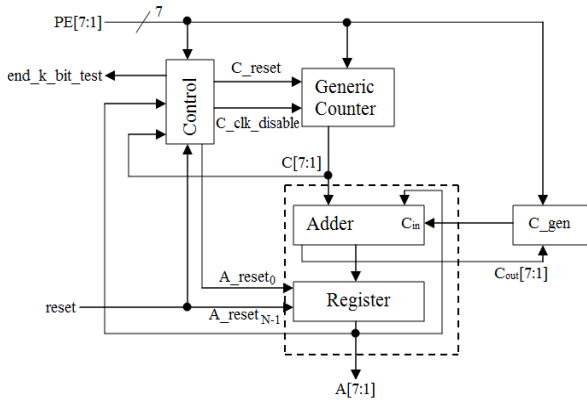 PE[7:1]
7
end_k_bit_test
Control
C_reset
Generic
Counter
C_clk_disable
C[7:1]
Adder
Cin
C_gen
Cout[7:1]
A_reset0
Register
reset
A_reset N-1
A[7:1]